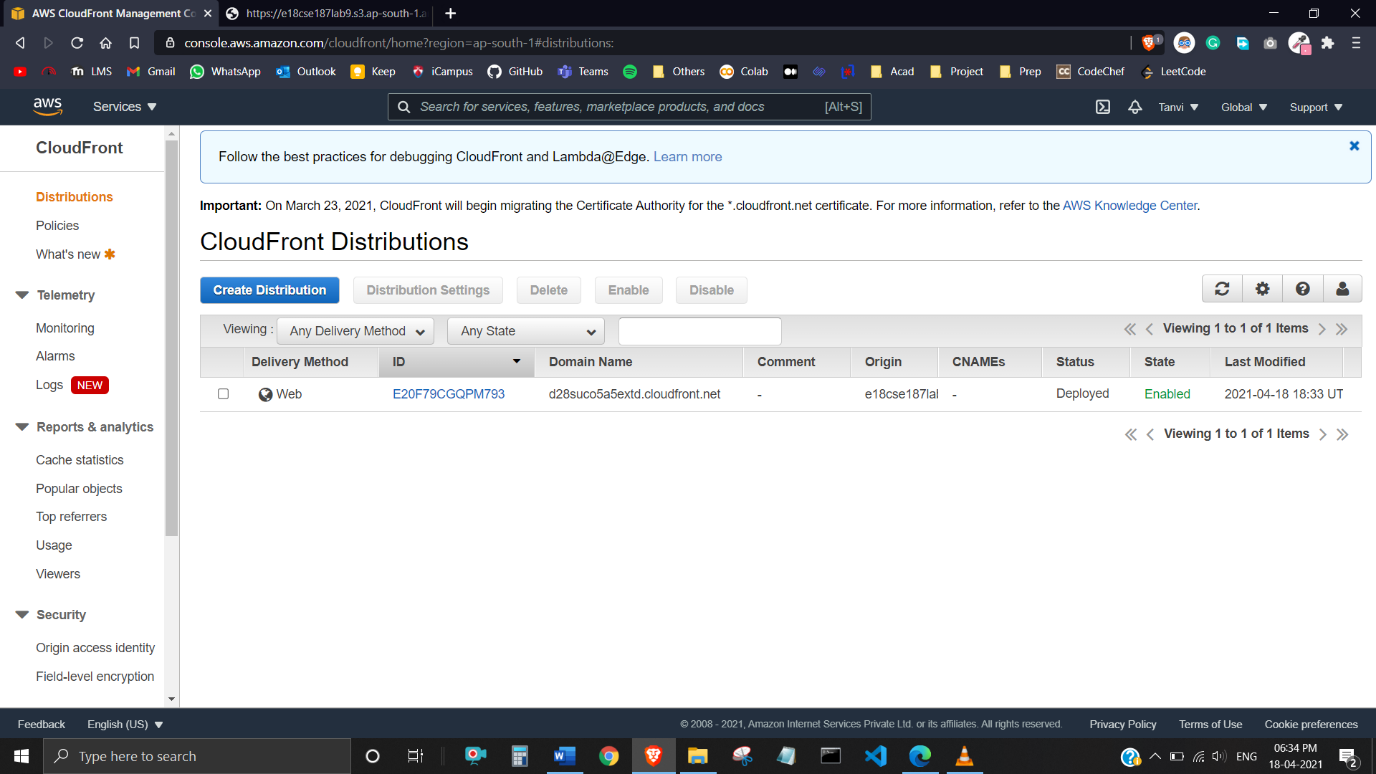 AWS CloudFront Management Co
https://e18cse187lab9.s3.ap-south-1.a
console.aws.amazon.com/cloudfront/home?region=ap-south-1#distributions:
1
LMS Gmail WhatsApp Outlook Keep iCampus GitHub Teams Others Colab Acad Project Prep CC CodeChef LeetCode
aws Services Search for services, features, marketplace products, and docs [Alt+S] Tanvi Global Support
CloudFront
Distributions
Policies
What's new
Telemetry
Monitoring
Alarms
Logs NEW
Reports & analytics
Cache statistics
Popular objects
Top referrers
Usage
Viewers
Security
Origin access identity
Field-level encryption
Follow the best practices for debugging CloudFront and Lambda@Edge. Learn more
Important: On March 23, 2021, CloudFront will begin migrating the Certificate Authority for the *.cloudfront.net certificate. For more information, refer to the AWS Knowledge Center.
CloudFront Distributions
Create Distribution Distribution Settings Delete Enable Disable
Viewing : Any Delivery Method Any State Viewing 1 to 1 of 1 Items
Delivery Method ID Domain Name Comment Origin CNAMEs Status State Last Modified
Web E20F79CGQPM793 d28suco5a5extd.cloudfront.net - e18cse187lal - Deployed Enabled 2021-04-18 18:33 UT
Viewing 1 to 1 of 1 Items
Feedback English (US) © 2008 - 2021, Amazon Internet Services Private Ltd. or its affiliates. All rights reserved. Privacy Policy Terms of Use Cookie preferences
Type here to search
ENG
06:34 PM
18-04-2021
2